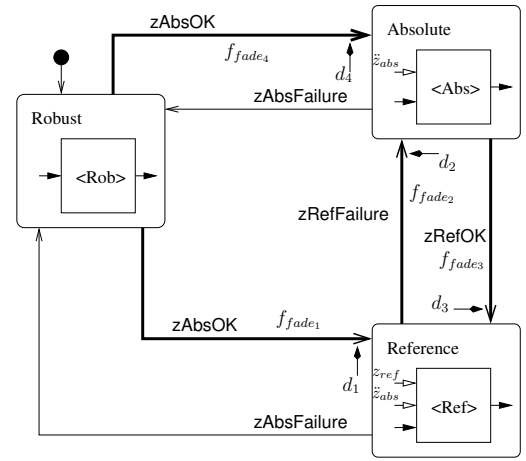 zAbsOK
f_{fade_4}
d_4
Absolute
z̈_{abs}
<Abs>
zAbsFailure
Robust
<Rob>
d_2
zRefFailure
f_{fade_2}
zRefOK
f_{fade_3}
zAbsOK
f_{fade_1}
d_3
d_1
Reference
z_{ref}
z̈_{abs}
<Ref>
zAbsFailure